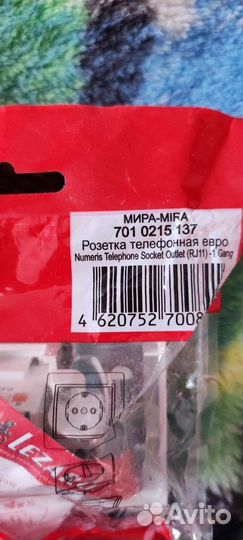 МИРА-MIRA
701 0215 137
Розетка телефонная евро
Numeris Telephone Socket Outlet (RJ11) -1 Gang
4 620752 7008
LEZ
Avito